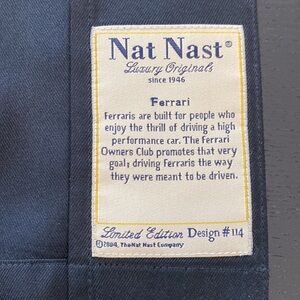 Nat Nast®
Luxury Originals
since 1946
Ferrari
Ferraris are built for people who
enjoy the thrill of driving a high
performance car. The Ferrari
Owners Club promotes that very
goal; driving Ferraris the way
they were meant to be driven.
Limited Edition Design #114
©2004, The Nat Nast Company